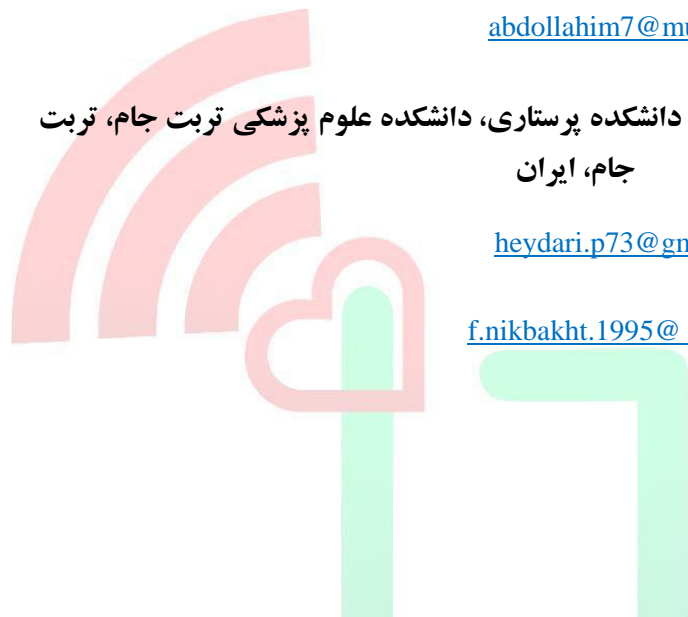 abdollahim7@mu
دانشکده پرستاری، دانشکده علوم پزشکی تربت جام، تربت
جام، ایران
heydari.p73@gm
f.nikbakht.1995@